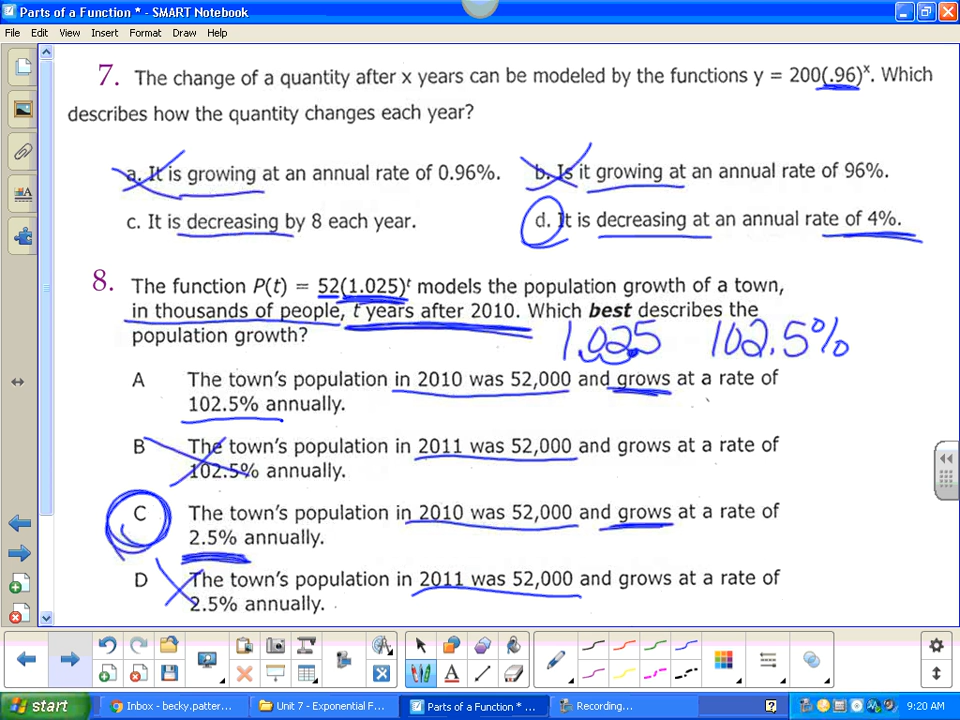 Parts of a Function * - SMART Notebook
File Edit View Insert Format Draw Help
7. The change of a quantity after x years can be modeled by the functions y = 200(.96)ˣ. Which
describes how the quantity changes each year?
a. It is growing at an annual rate of 0.96%. b. Is it growing at an annual rate of 96%.
c. It is decreasing by 8 each year. d. It is decreasing at an annual rate of 4%.
8. The function P(t) = 52(1.025)ᵗ models the population growth of a town,
in thousands of people, t years after 2010. Which best describes the
population growth?
1.025 102.5%
A The town's population in 2010 was 52,000 and grows at a rate of
102.5% annually.
B The town's population in 2011 was 52,000 and grows at a rate of
102.5% annually.
C The town's population in 2010 was 52,000 and grows at a rate of
2.5% annually.
D The town's population in 2011 was 52,000 and grows at a rate of
2.5% annually.
start Inbox - becky.patter... Unit 7 - Exponential F... Parts of a Function * ... Recording... 9:20 AM